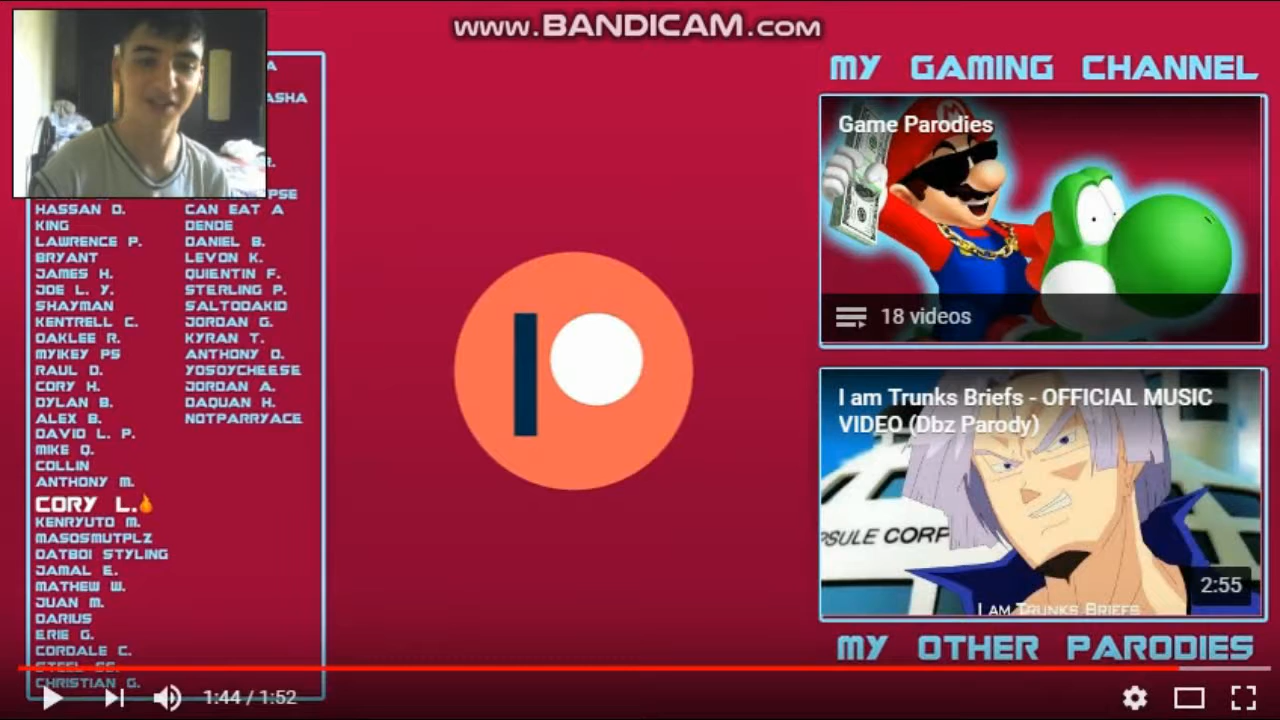 www.BANDICAM.com
A
ASHA
R.
PSE
HASSAN D.
KING
LAWRENCE P.
BRYANT
JAMES H.
JOE L. Y.
SHAYMAN
KENTRELL C.
OAKLEE R.
MYIKEY PS
RAUL D.
CORY H.
DYLAN B.
ALEX B.
DAVID L. P.
MIKE Q.
COLLIN
ANTHONY M.
CORY L.
KENRYUTO M.
MASOSMUTPLZ
DATBOI STYLING
JAMAL E.
MATHEW W.
JUAN M.
DARIUS
ERIE G.
CORDALE C.
CHRISTIAN G.
CAN EAT A
DENDE
DANIEL B.
LEVON K.
QUIENTIN F.
STERLING P.
SALTODAKID
JORDAN G.
KYRAN T.
ANTHONY D.
YOSOYCHEESE
JORDAN A.
DAQUAN H.
NOTPARRYACE
MY GAMING CHANNEL
Game Parodies
18 videos
I am Trunks Briefs - OFFICIAL MUSIC
VIDEO (Dbz Parody)
PSULE CORP
2:55
I AM TRUNKS BRIEFS
MY OTHER PARODIES
1:44 / 1:52